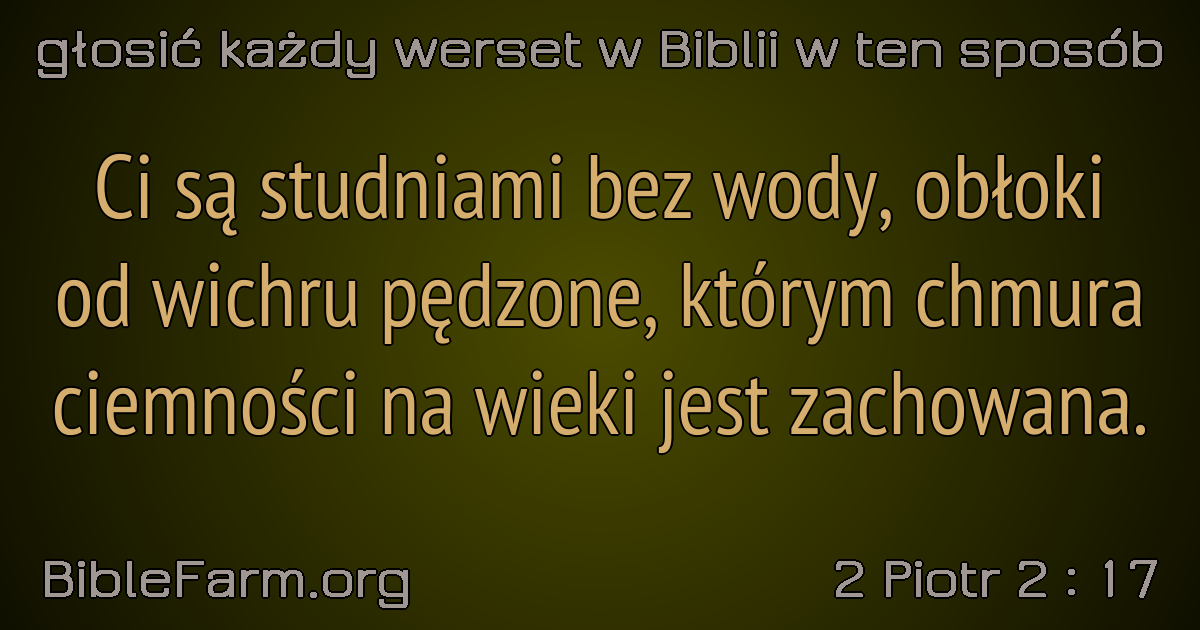 głosić każdy werset w Biblii w ten sposób
Ci są studniami bez wody, obłoki
od wichru pędzone, którym chmura
ciemności na wieki jest zachowana.
BibleFarm.org
2 Piotr 2 : 17